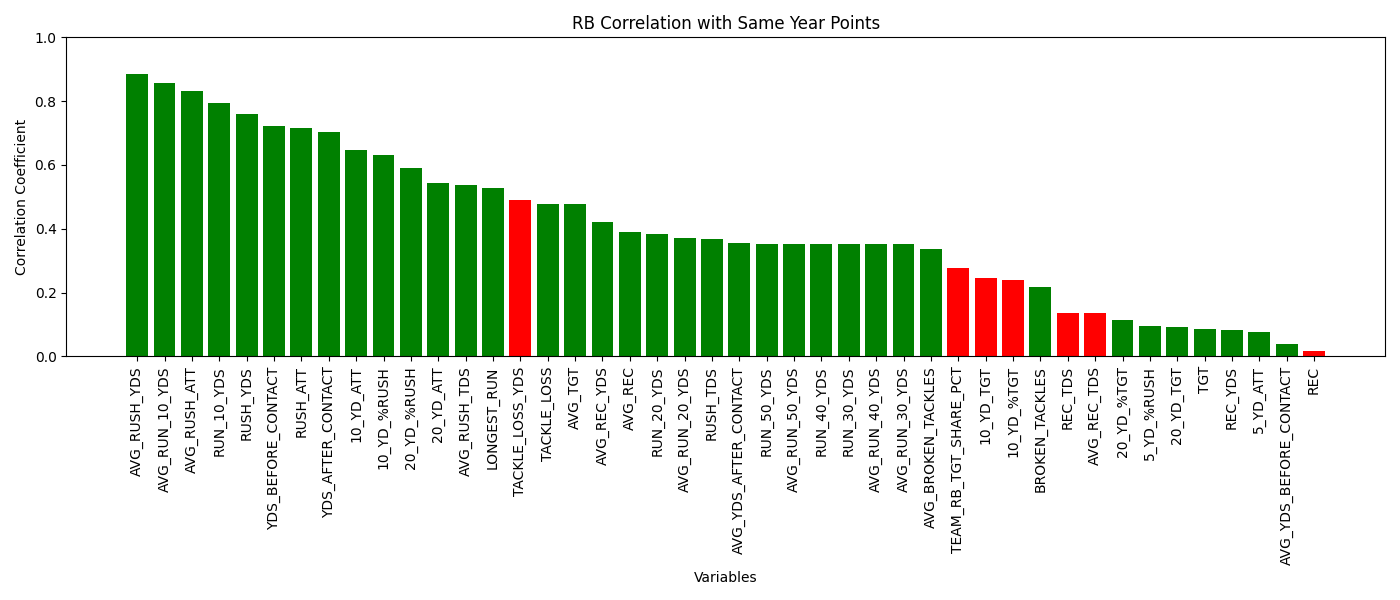 RB Correlation with Same Year Points
Correlation Coefficient
1.0
0.8
0.6
0.4
0.2
0.0
AVG_RUSH_YDS
AVG_RUN_10_YDS
AVG_RUSH_ATT
RUN_10_YDS
RUSH_YDS
YDS_BEFORE_CONTACT
RUSH_ATT
YDS_AFTER_CONTACT
10_YD_ATT
10_YD_%RUSH
20_YD_%RUSH
20_YD_ATT
AVG_RUSH_TDS
LONGEST_RUN
TACKLE_LOSS_YDS
TACKLE_LOSS
AVG_TGT
AVG_REC_YDS
AVG_REC
RUN_20_YDS
AVG_RUN_20_YDS
RUSH_TDS
AVG_YDS_AFTER_CONTACT
RUN_50_YDS
AVG_RUN_50_YDS
RUN_40_YDS
RUN_30_YDS
AVG_RUN_40_YDS
AVG_RUN_30_YDS
AVG_BROKEN_TACKLES
TEAM_RB_TGT_SHARE_PCT
10_YD_TGT
10_YD_%TGT
BROKEN_TACKLES
REC_TDS
AVG_REC_TDS
20_YD_%TGT
5_YD_%RUSH
20_YD_TGT
TGT
REC_YDS
5_YD_ATT
AVG_YDS_BEFORE_CONTACT
REC
Variables